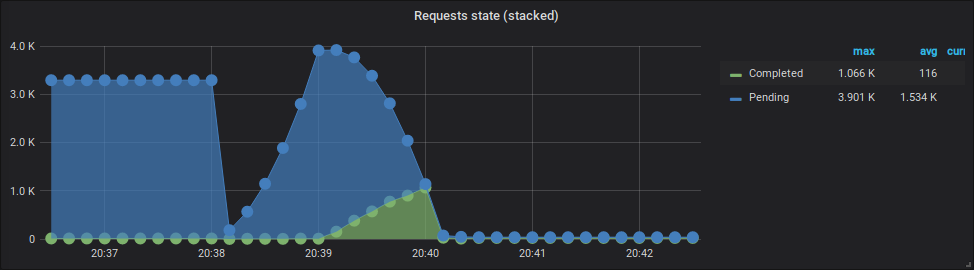 Requests state (stacked)
4.0 K
3.0 K
2.0 K
1.0 K
0
20:37 20:38 20:39 20:40 20:41 20:42
max avg curr
Completed 1.066 K 116
Pending 3.901 K 1.534 K